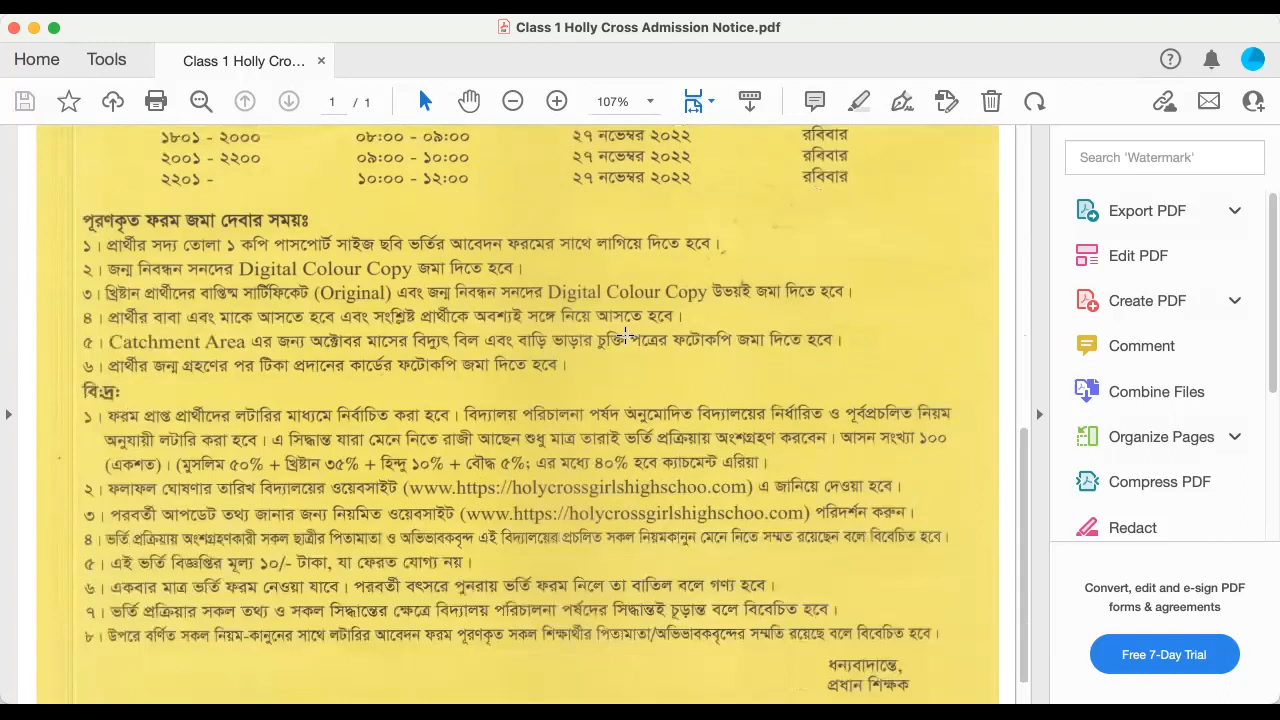 Class 1 Holly Cross Admission Notice.pdf
Home Tools Class 1 Holly Cro... ×
1 / 1 107%
১৮০১ - ২০০০ ০৮:০০ - ০৯:০০ ২৭ নভেম্বর ২০২২ রবিবার
২০০১ - ২২০০ ০৯:০০ - ১০:০০ ২৭ নভেম্বর ২০২২ রবিবার
২২০১ - ১০:০০ - ১২:০০ ২৭ নভেম্বর ২০২২ রবিবার
পূরণকৃত ফরম জমা দেবার সময়ঃ
১। প্রার্থীর সদ্য তোলা ১ কপি পাসপোর্ট সাইজ ছবি ভর্তির আবেদন ফরমের সাথে লাগিয়ে দিতে হবে।
২। জন্ম নিবন্ধন সনদের Digital Colour Copy জমা দিতে হবে।
৩। খ্রিষ্টান প্রার্থীদের বাপ্তিষ্ম সার্টিফিকেট (Original) এবং জন্ম নিবন্ধন সনদের Digital Colour Copy উভয়ই জমা দিতে হবে।
৪। প্রার্থীর বাবা এবং মাকে আসতে হবে এবং সংশ্লিষ্ট প্রার্থীকে অবশ্যই সঙ্গে নিয়ে আসতে হবে।
৫। Catchment Area এর জন্য অক্টোবর মাসের বিদ্যুৎ বিল এবং বাড়ি ভাড়ার চুক্তি পত্রের ফটোকপি জমা দিতে হবে।
৬। প্রার্থীর জন্ম গ্রহণের পর টিকা প্রদানের কার্ডের ফটোকপি জমা দিতে হবে।
বি:দ্র:
১। ফরম প্রাপ্ত প্রার্থীদের লটারির মাধ্যমে নির্বাচিত করা হবে। বিদ্যালয় পরিচালনা পর্ষদ অনুমোদিত বিদ্যালয়ের নির্ধারিত ও পূর্বপ্রচলিত নিয়ম
অনুযায়ী লটারি করা হবে। এ সিদ্ধান্ত যারা মেনে নিতে রাজী আছেন শুধু মাত্র তারাই ভর্তি প্রক্রিয়ায় অংশগ্রহণ করবেন। আসন সংখ্যা ১০০
(একশত)। (মুসলিম ৫০% + খ্রিষ্টান ৩৫% + হিন্দু ১০% + বৌদ্ধ ৫%; এর মধ্যে ৪০% হবে ক্যাচমেন্ট এরিয়া।
২। ফলাফল ঘোষণার তারিখ বিদ্যালয়ের ওয়েবসাইট (www.https://holycrossgirlshighschoo.com) এ জানিয়ে দেওয়া হবে।
৩। পরবর্তী আপডেট তথ্য জানার জন্য নিয়মিত ওয়েবসাইট (www.https://holycrossgirlshighschoo.com) পরিদর্শন করুন।
৪। ভর্তি প্রক্রিয়ায় অংশগ্রহণকারী সকল ছাত্রীর পিতামাতা ও অভিভাবকবৃন্দ এই বিদ্যালয়ের প্রচলিত সকল নিয়মকানুন মেনে নিতে সম্মত রয়েছেন বলে বিবেচিত হবে।
৫। এই ভর্তি বিজ্ঞপ্তির মূল্য ১০/- টাকা, যা ফেরত যোগ্য নয়।
৬। একবার মাত্র ভর্তি ফরম নেওয়া যাবে। পরবর্তী বৎসরে পুনরায় ভর্তি ফরম নিলে তা বাতিল বলে গণ্য হবে।
৭। ভর্তি প্রক্রিয়ার সকল তথ্য ও সকল সিদ্ধান্তের ক্ষেত্রে বিদ্যালয় পরিচালনা পর্ষদের সিদ্ধান্তই চূড়ান্ত বলে বিবেচিত হবে।
৮। উপরে বর্ণিত সকল নিয়ম-কানুনের সাথে লটারির আবেদন ফরম পূরণকৃত সকল শিক্ষার্থীর পিতামাতা/অভিভাবকবৃন্দের সম্মতি রয়েছে বলে বিবেচিত হবে।
ধন্যবাদান্তে,
প্রধান শিক্ষক
Search 'Watermark'
Export PDF
Edit PDF
Create PDF
Comment
Combine Files
Organize Pages
Compress PDF
Redact
Convert, edit and e-sign PDF
forms & agreements
Free 7-Day Trial